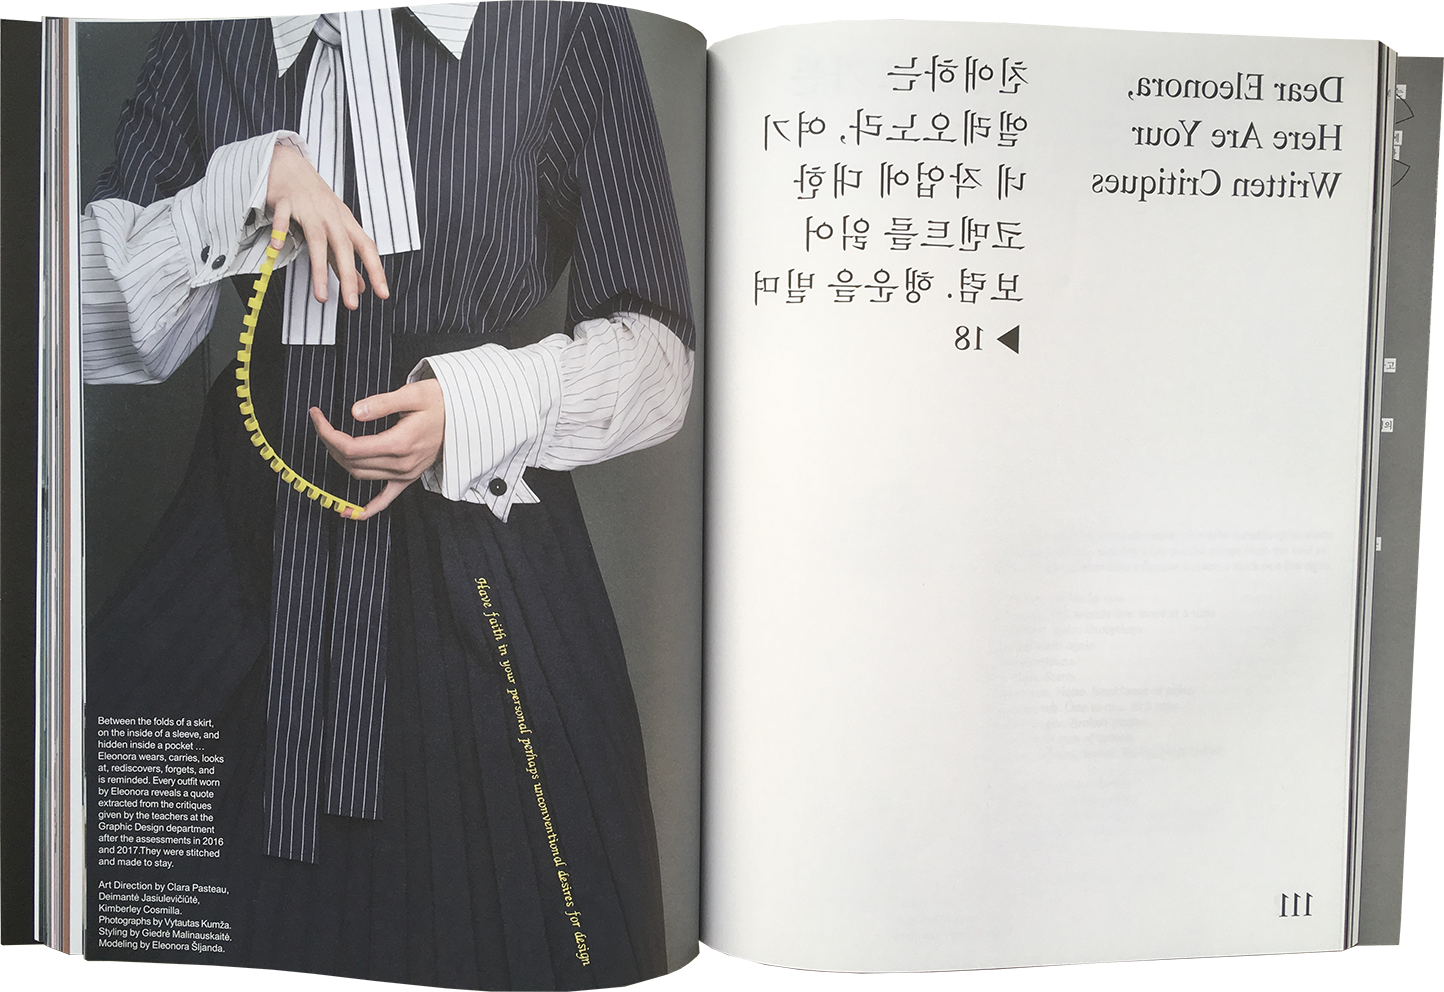 Between the folds of a skirt,
on the inside of a sleeve, and
hidden inside a pocket ...
Eleonora wears, carries, looks
at, rediscovers, forgets, and
is reminded. Every outfit worn
by Eleonora reveals a quote
extracted from the critiques
given by the teachers at the
Graphic Design department
after the assessments in 2016
and 2017.They were stitched
and made to stay.
Art Direction by Clara Pasteau,
Deimantė Jasiulevičiūtė,
Kimberley Cosmilla.
Photographs by Vytautas Kumža.
Styling by Giedrė Malinauskaitė.
Modeling by Eleonora Šljanda.
Have faith in your personal perhaps unconventional desires for design
Dear Eleonora,
Here Are Your
Written Critiques
친애하는
엘레오노라, 여기
네 작업에 대한
코멘트를 읽어
보렴. 행운을 빌며
▶ 18
111